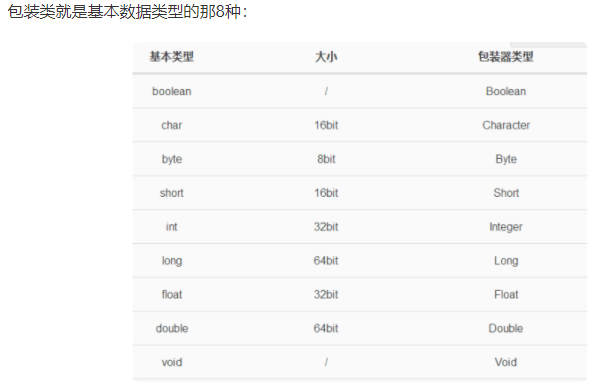 包装类就是基本数据类型的那8种：
基本类型 大小 包装器类型
boolean / Boolean
char 16bit Character
byte 8bit Byte
short 16bit Short
int 32bit Integer
long 64bit Long
float 32bit Float
double 64bit Double
void / Void